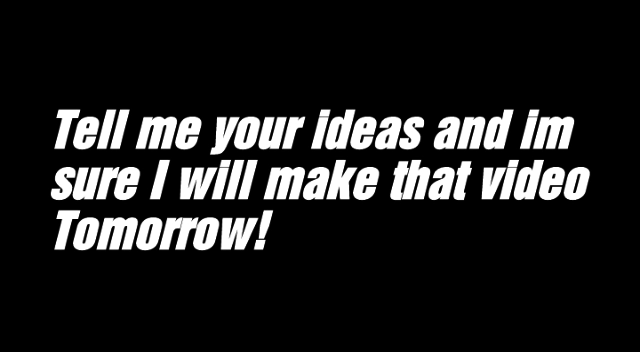 Tell me your ideas and im
sure I will make that video
Tomorrow!